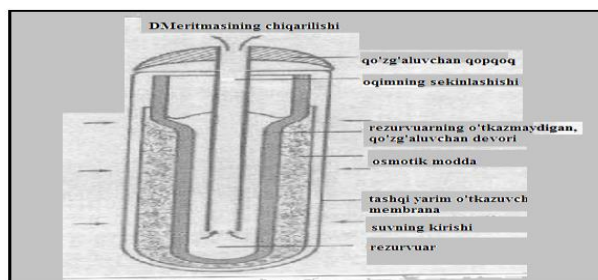 DMeritmasining chiqarilishi
qo'zg'aluvchan qopqoq
oqimning sekinlashishi
rezurvuarning o'tkazmaydigan,
qo'zg'aluvchan devori
osmotik modda
tashqi yarim o'tkazuvch
membrana
suvning kirishi
rezurvuar